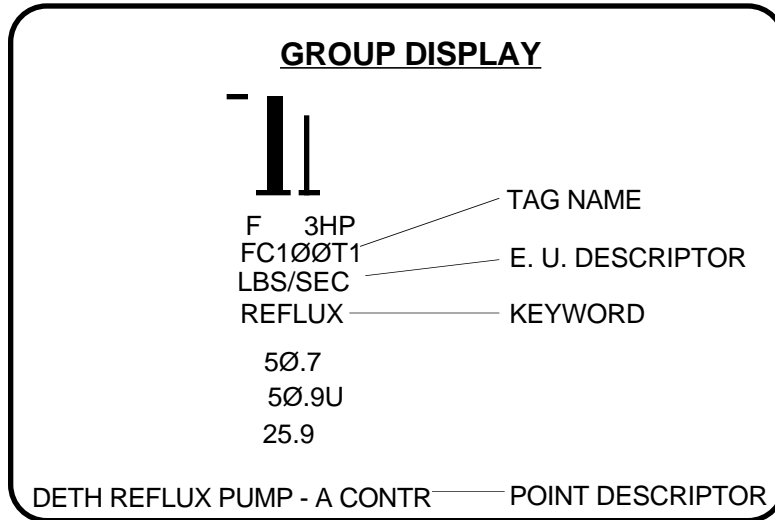 GROUP DISPLAY
F 3HP
FC1ØØT1 TAG NAME
LBS/SEC E. U. DESCRIPTOR
REFLUX KEYWORD
5Ø.7
5Ø.9U
25.9
DETH REFLUX PUMP - A CONTR POINT DESCRIPTOR